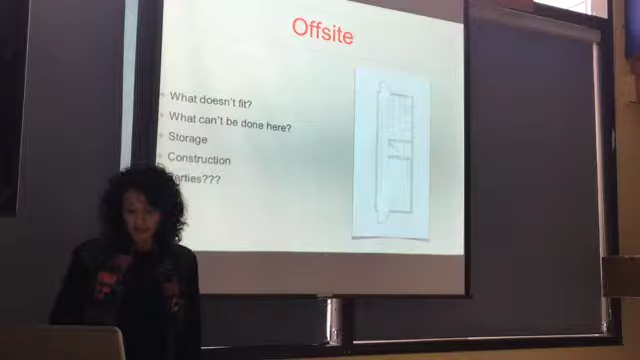 Offsite
What doesn't fit?
What can't be done here?
Storage
Construction
Parties???